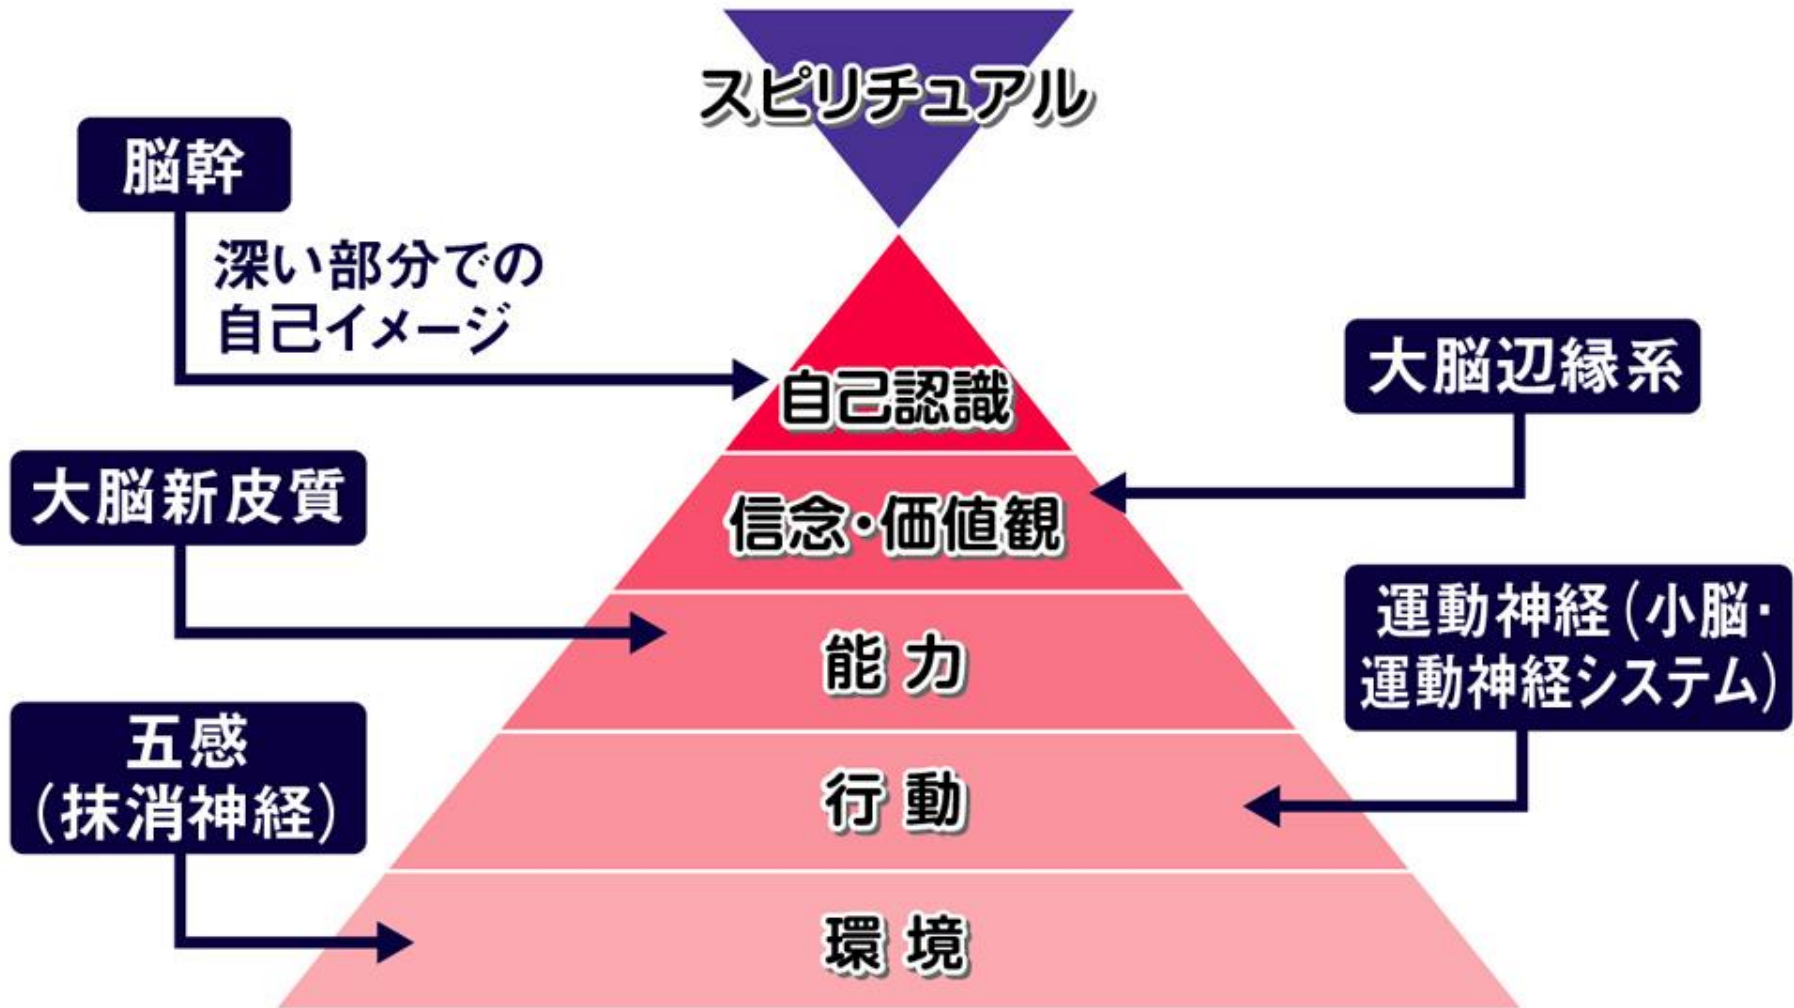 スピリチュアル
脳幹
深い部分での
自己イメージ
自己認識
大脳辺縁系
信念・価値観
大脳新皮質
能力
運動神経(小脳・
運動神経システム)
行動
五感
(抹消神経)
環境